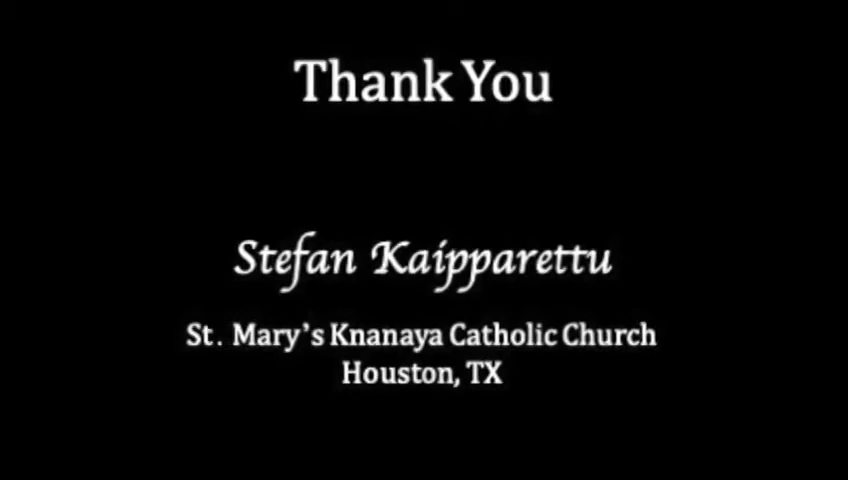 Thank You
Stefan Kaipparettu
St. Mary's Knanaya Catholic Church
Houston, TX